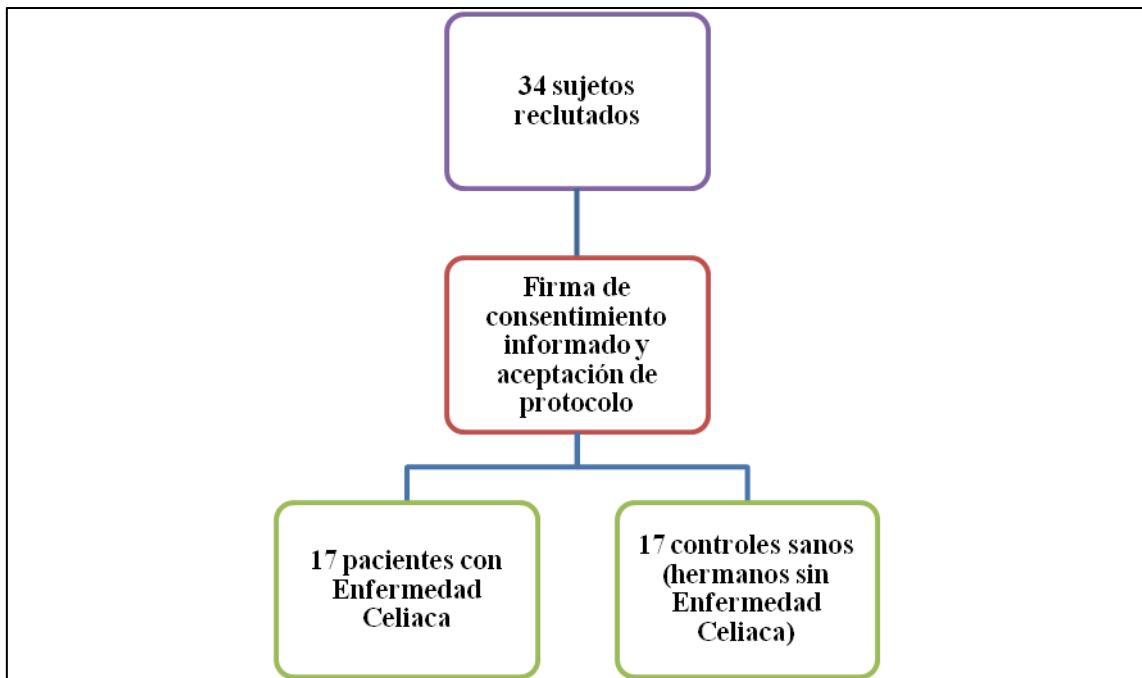 34 sujetos
reclutados
Firma de
consentimiento
informado y
aceptación de
protocolo
17 pacientes con
Enfermedad
Celiaca
17 controles sanos
(hermanos sin
Enfermedad
Celiaca)